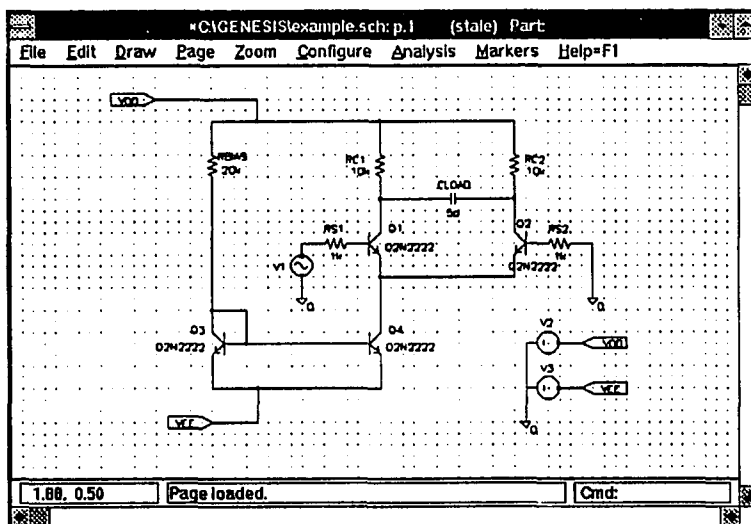 *C:\GENESIS\example.sch: p.1 (stale) Part:
File Edit Draw Page Zoom Configure Analysis Markers Help=F1
VDD
RBIAS
20k
RC1
10k
RC2
10k
CLOAD
5p
RS1
1k
Q1
Q2N2222
Q2
Q2N2222
RS2
1k
V1
0
0
Q3
Q2N2222
Q4
Q2N2222
V2
VDD
V3
VEE
0
VEE
1.88, 0.50 Page loaded. Cmd: